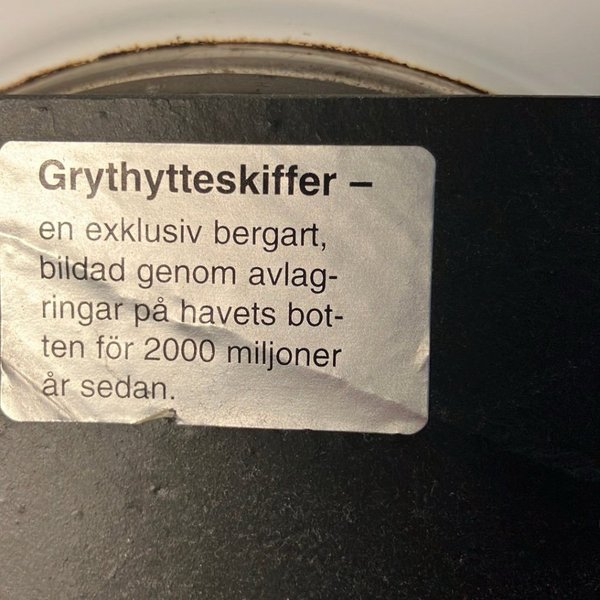 Grythytteskiffer –
en exklusiv bergart,
bildad genom avlag-
ringar på havets bot-
ten för 2000 miljoner
år sedan.